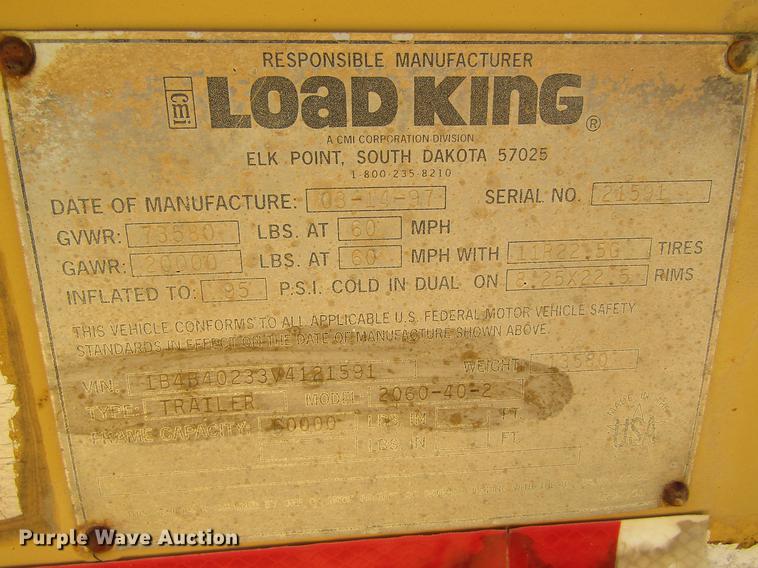 RESPONSIBLE MANUFACTURER
cmi LOAD KING ®
A CMI CORPORATION DIVISION
ELK POINT, SOUTH DAKOTA 57025
1-800-235-8210
DATE OF MANUFACTURE: 08-14-97 SERIAL NO. 21591
GVWR: 73580 LBS. AT 60 MPH
GAWR: 20000 LBS. AT 60 MPH WITH 11R22.5G TIRES
INFLATED TO: 95 P.S.I. COLD IN DUAL ON 8.25X22.5 RIMS
THIS VEHICLE CONFORMS TO ALL APPLICABLE U.S. FEDERAL MOTOR VEHICLE SAFETY
STANDARDS IN EFFECT ON THE DATE OF MANUFACTURE SHOWN ABOVE.
VIN: 1B4B40233V4121591 WEIGHT: 13580
TYPE: TRAILER MODEL: 2060-40-2
FRAME CAPACITY: 60000 LBS IN FT.
LBS IN FT.
MADE IN THE
USA
Purple Wave Auction